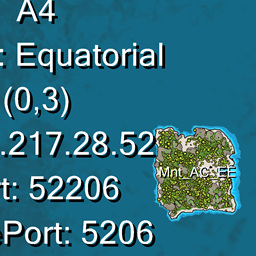 A4
: Equatorial
(0,3)
.217.28.52
Mnt_AC_EE
t: 52206
Port: 5206